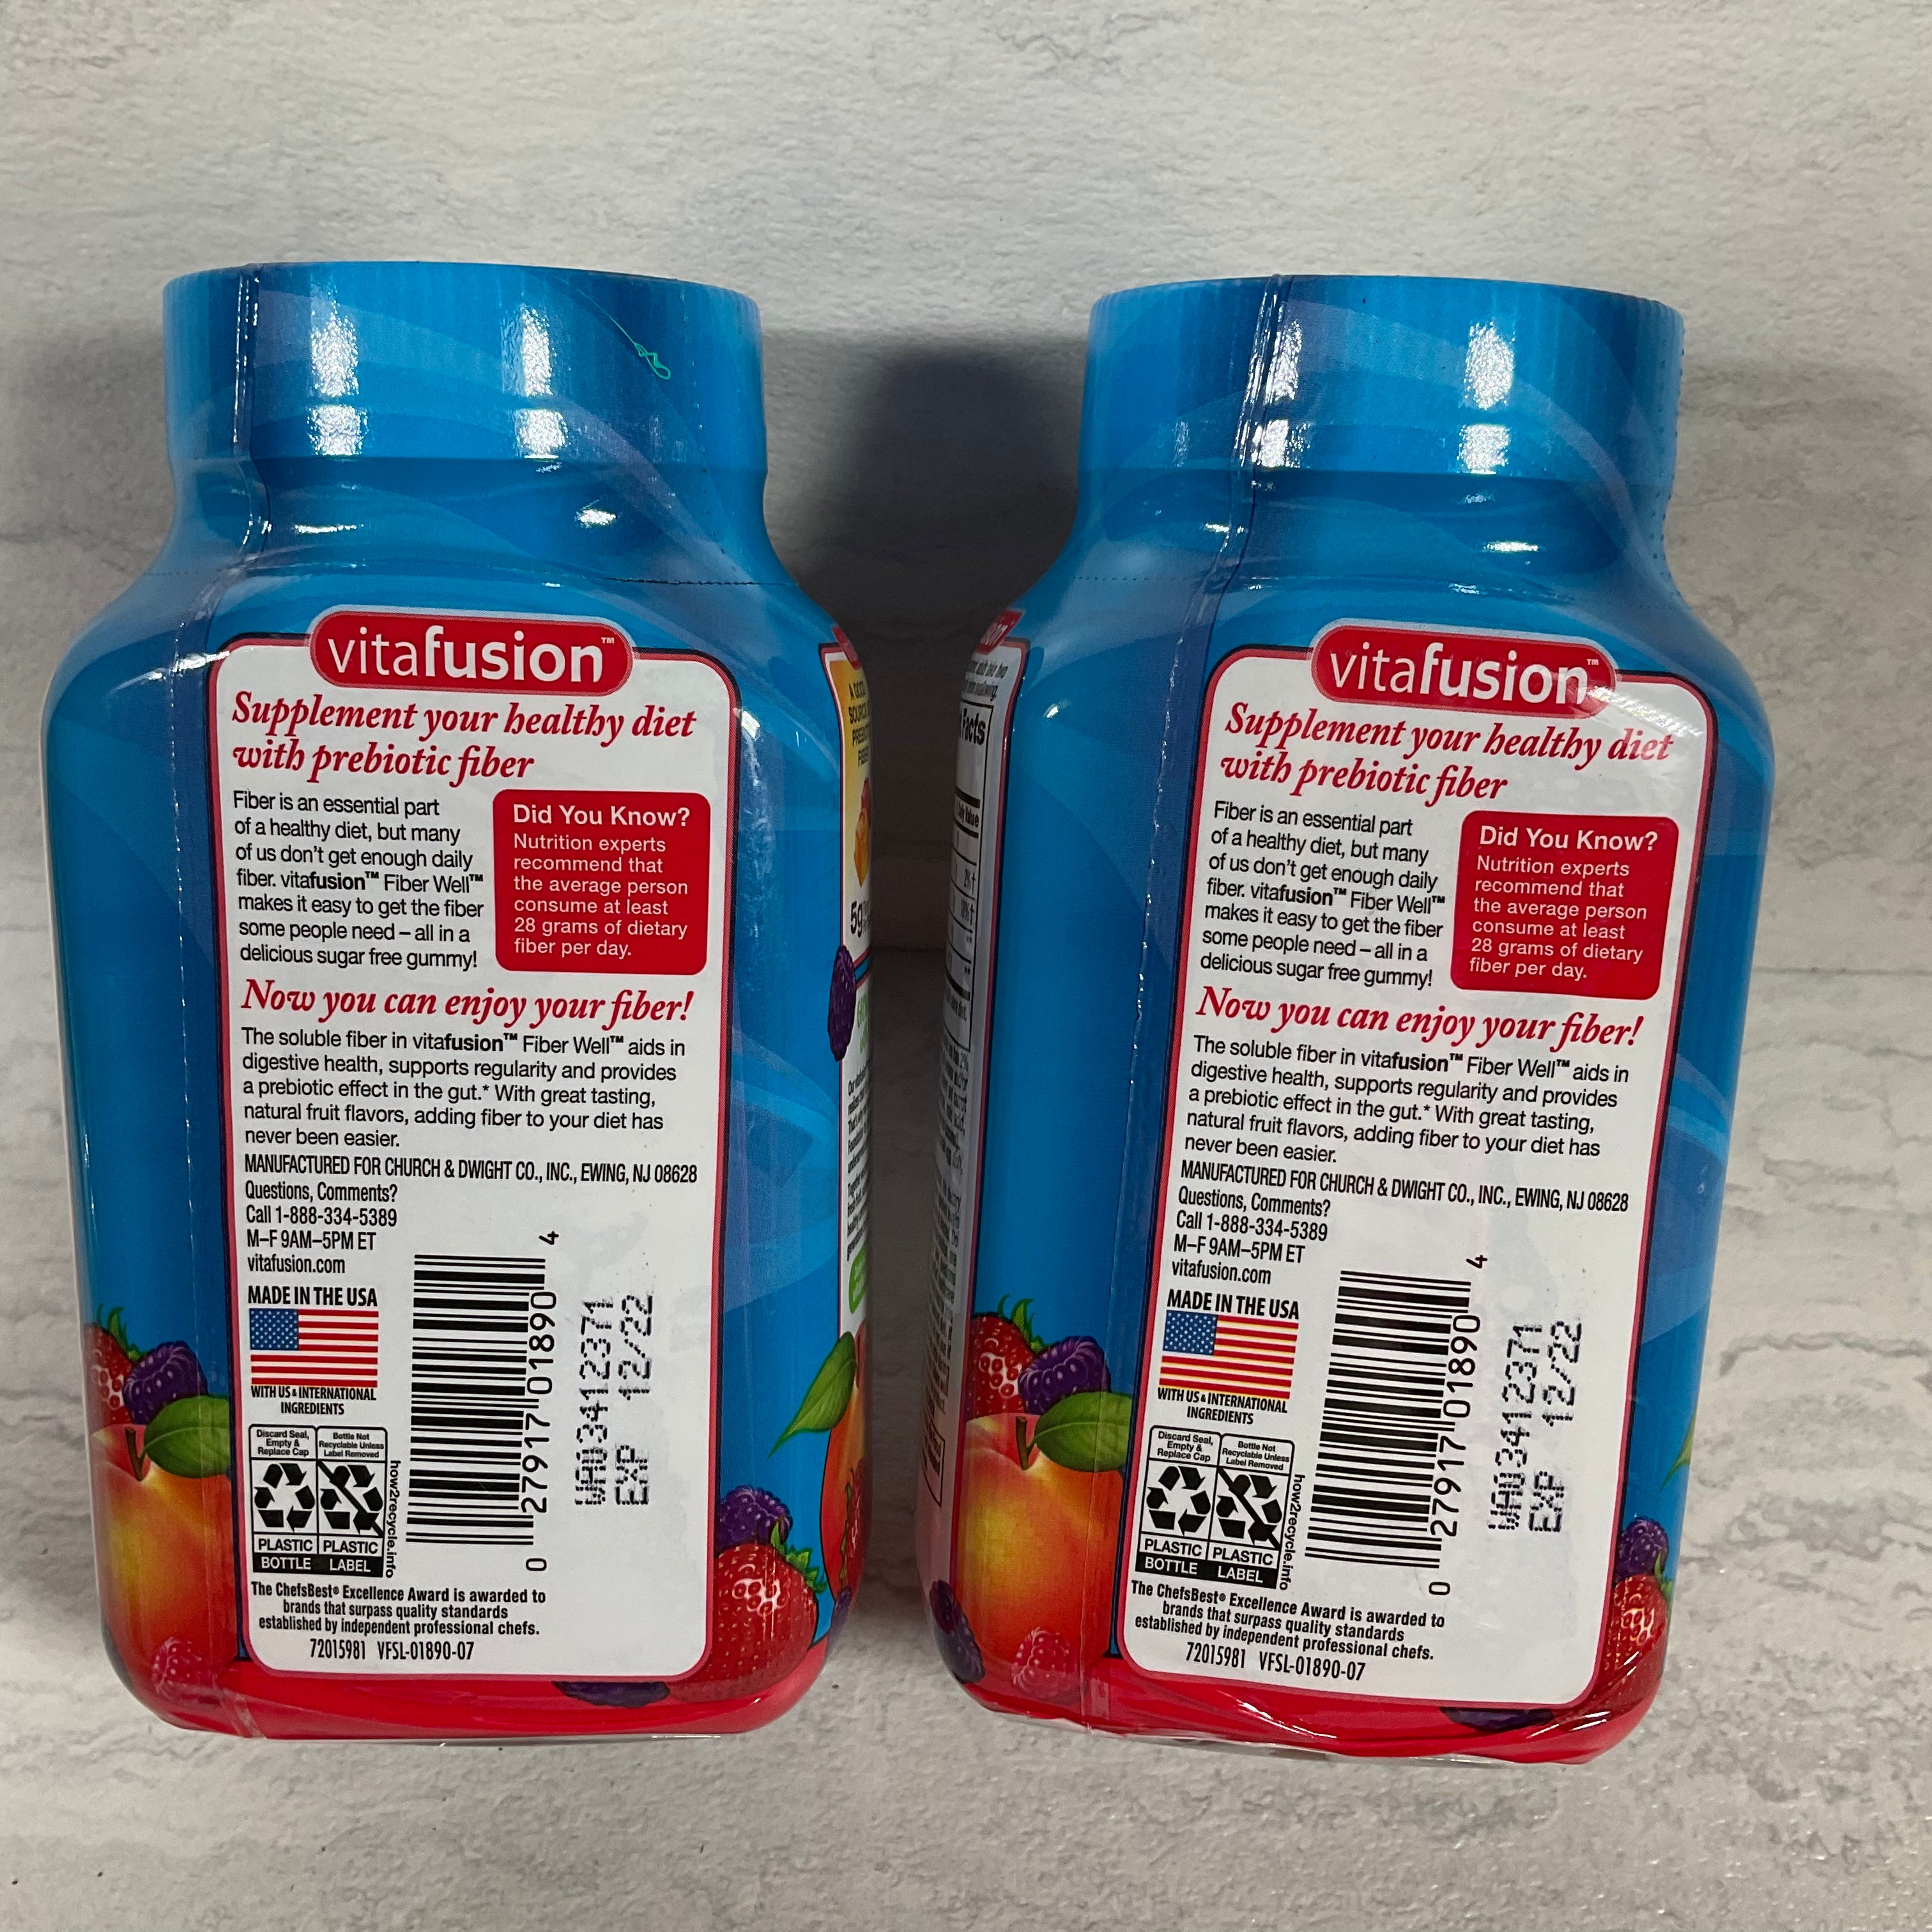 vitafusion™
Supplement your healthy diet
with prebiotic fiber
Fiber is an essential part
of a healthy diet, but many
of us don't get enough daily
fiber. vitafusion™ Fiber Well™
makes it easy to get the fiber
some people need – all in a
delicious sugar free gummy!
Did You Know?
Nutrition experts
recommend that
the average person
consume at least
28 grams of dietary
fiber per day.
Now you can enjoy your fiber!
The soluble fiber in vitafusion™ Fiber Well™ aids in
digestive health, supports regularity and provides
a prebiotic effect in the gut.* With great tasting,
natural fruit flavors, adding fiber to your diet has
never been easier.
MANUFACTURED FOR CHURCH & DWIGHT CO., INC., EWING, NJ 08628
Questions, Comments?
Call 1-888-334-5389
M–F 9AM–5PM ET
vitafusion.com
MADE IN THE USA
WITH US & INTERNATIONAL
INGREDIENTS
Discard Seal,
Empty &
Replace Cap
Bottle Not
Recyclable Unless
Label Removed
PLASTIC
BOTTLE
PLASTIC
LABEL
how2recycle.info
0 27917 01890 4
EXP 12/22
The ChefsBest® Excellence Award is awarded to
brands that surpass quality standards
established by independent professional chefs.
72015981 VFSL-01890-07
5g
Facts
vitafusion™
Supplement your healthy diet
with prebiotic fiber
Fiber is an essential part
of a healthy diet, but many
of us don't get enough daily
fiber. vitafusion™ Fiber Well™
makes it easy to get the fiber
some people need – all in a
delicious sugar free gummy!
Did You Know?
Nutrition experts
recommend that
the average person
consume at least
28 grams of dietary
fiber per day.
Now you can enjoy your fiber!
The soluble fiber in vitafusion™ Fiber Well™ aids in
digestive health, supports regularity and provides
a prebiotic effect in the gut.* With great tasting,
natural fruit flavors, adding fiber to your diet has
never been easier.
MANUFACTURED FOR CHURCH & DWIGHT CO., INC., EWING, NJ 08628
Questions, Comments?
Call 1-888-334-5389
M–F 9AM–5PM ET
vitafusion.com
MADE IN THE USA
WITH US & INTERNATIONAL
INGREDIENTS
Discard Seal,
Empty &
Replace Cap
Bottle Not
Recyclable Unless
Label Removed
PLASTIC
BOTTLE
PLASTIC
LABEL
how2recycle.info
0 27917 01890 4
EXP 12/22
The ChefsBest® Excellence Award is awarded to
brands that surpass quality standards
established by independent professional chefs.
72015981 VFSL-01890-07